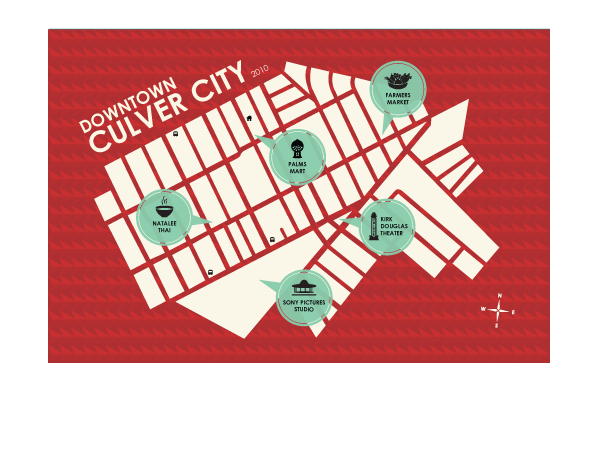 DOWNTOWN
CULVER CITY 2010
FARMERS
MARKET
PALMS
MART
NATALEE
THAI
KIRK
DOUGLAS
THEATER
SONY PICTURES
STUDIO
N
W E
S